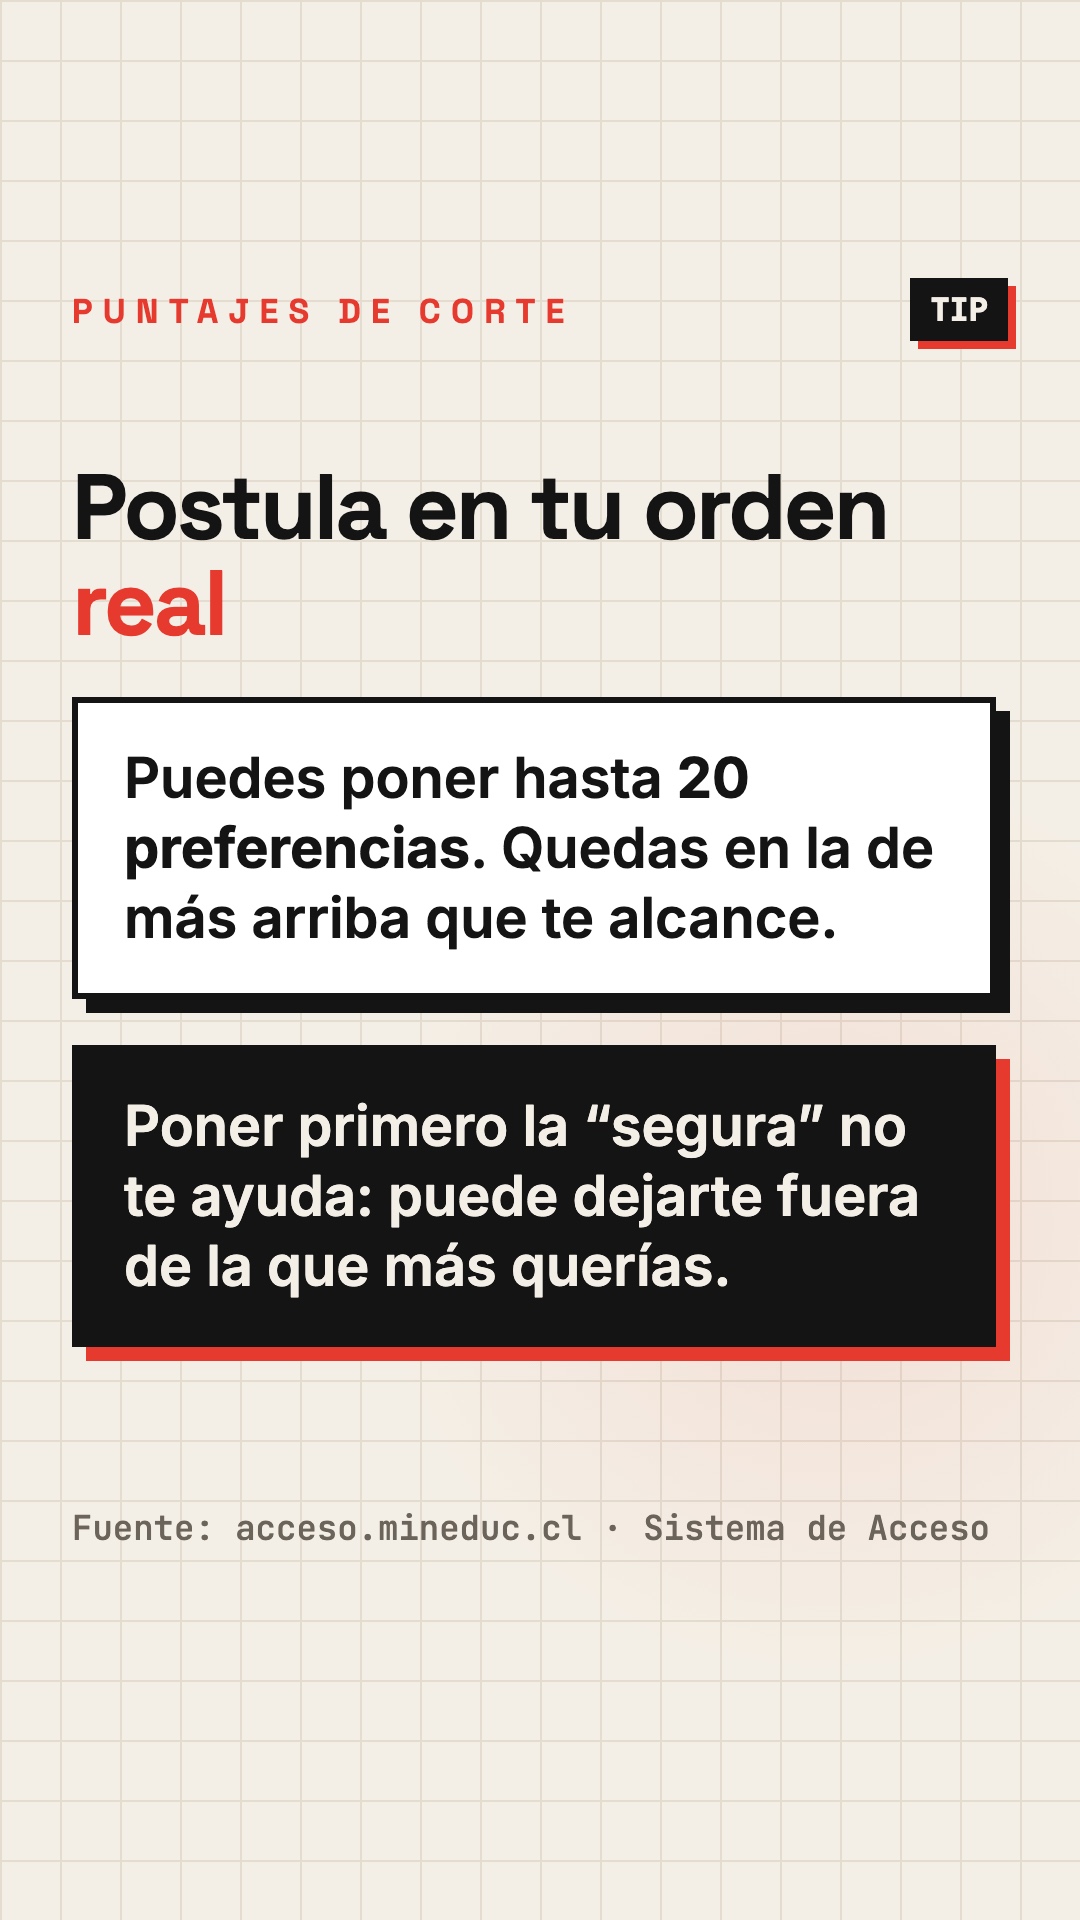 PUNTAJES DE CORTE
TIP
Postula en tu orden
real
Puedes poner hasta 20
preferencias. Quedas en la de
más arriba que te alcance.
Poner primero la “segura” no
te ayuda: puede dejarte fuera
de la que más querías.
Fuente: acceso.mineduc.cl · Sistema de Acceso